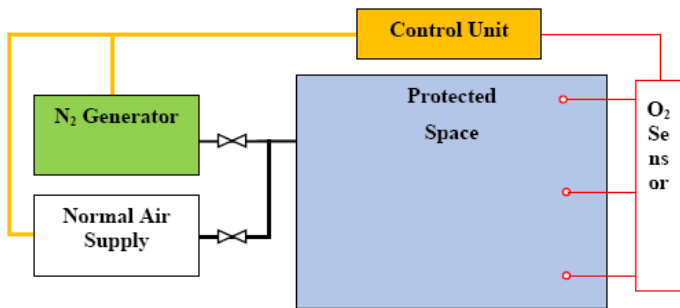 Control Unit
N₂ Generator
Protected
Space
O₂
Se
ns
or
Normal Air
Supply